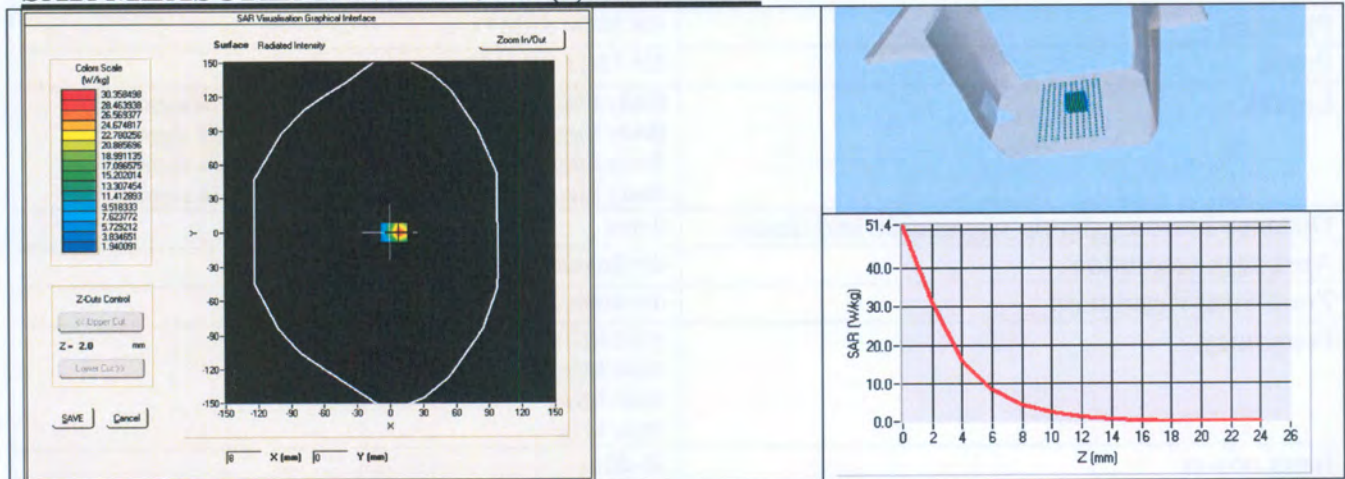 SAR Visualisation Graphical Interface
Surface Radiated Intensity
Zoom In/Out
Colors Scale
(W/kg)
30.358498
28.463938
26.569377
24.674817
22.780256
20.885696
18.991135
17.096575
15.202014
13.307454
11.412893
9.518333
7.623772
5.729212
3.834651
1.940091
Z-Cuts Control
<< Upper Cut
Z = 2.0 mm
Lower Cut >>
SAVE Cancel
150
120
90
60
30
Y 0
-30
-60
-90
-120
-150
-150 -120 -90 -60 -30 0 30 60 90 120 150
X
8 X (mm) 0 Y (mm)
51.4
40.0
30.0
20.0
10.0
0.0
SAR (W/kg)
0 2 4 6 8 10 12 14 16 18 20 22 24 26
Z (mm)